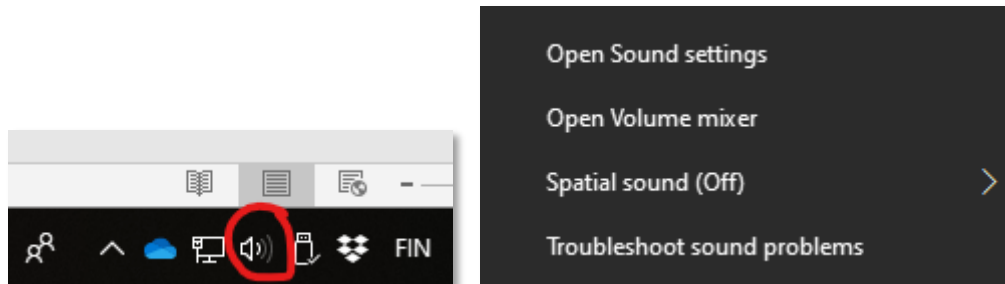 FIN
Open Sound settings
Open Volume mixer
Spatial sound (Off)
Troubleshoot sound problems